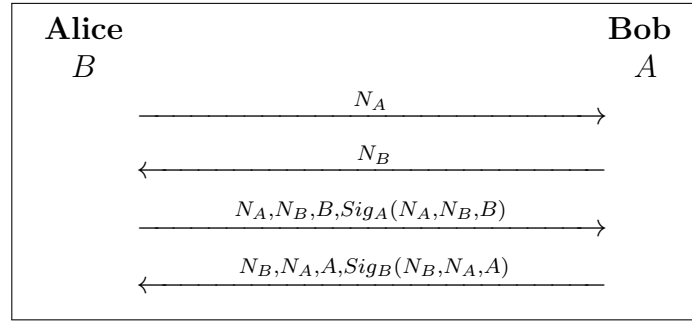 Alice Bob
B A
N_A
N_B
N_A,N_B,B,Sig_A(N_A,N_B,B)
N_B,N_A,A,Sig_B(N_B,N_A,A)